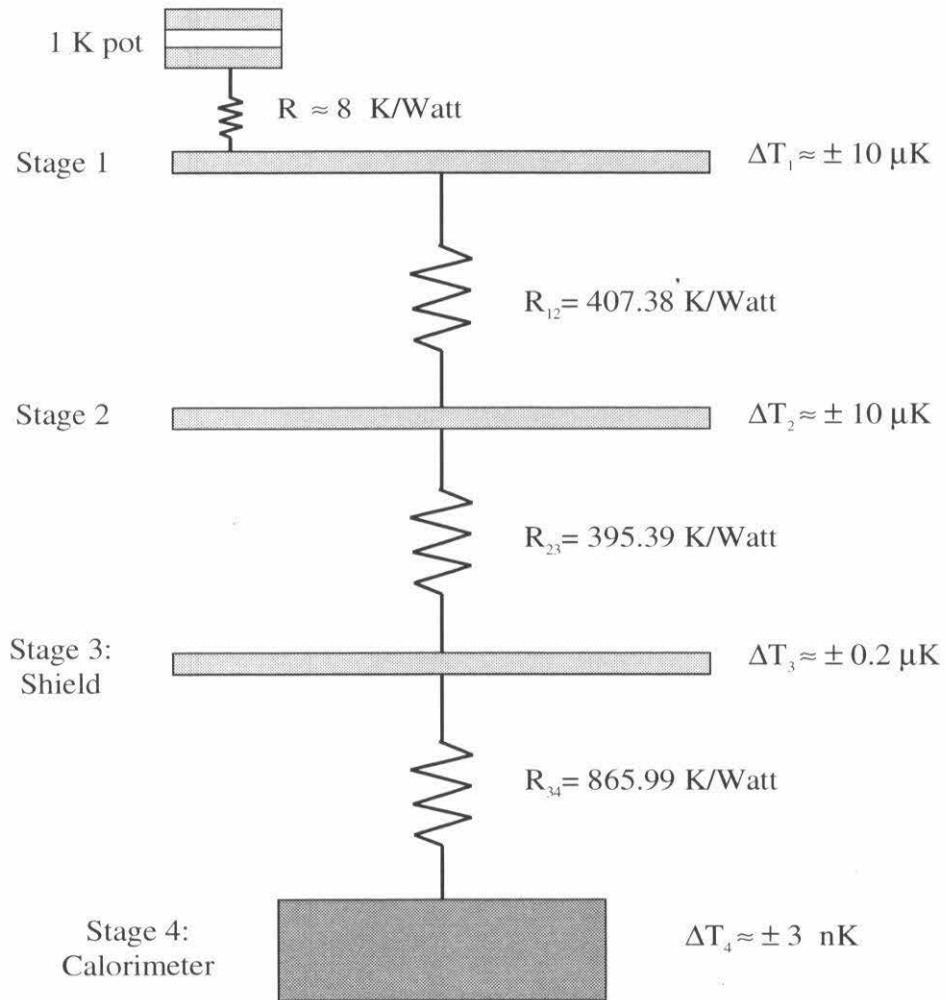 1 K pot
R ≈ 8 K/Watt
Stage 1
ΔT₁ ≈ ± 10 μK
R₁₂= 407.38 K/Watt
Stage 2
ΔT₂ ≈ ± 10 μK
R₂₃= 395.39 K/Watt
Stage 3:
Shield
ΔT₃ ≈ ± 0.2 μK
R₃₄= 865.99 K/Watt
Stage 4:
Calorimeter
ΔT₄ ≈ ± 3 nK